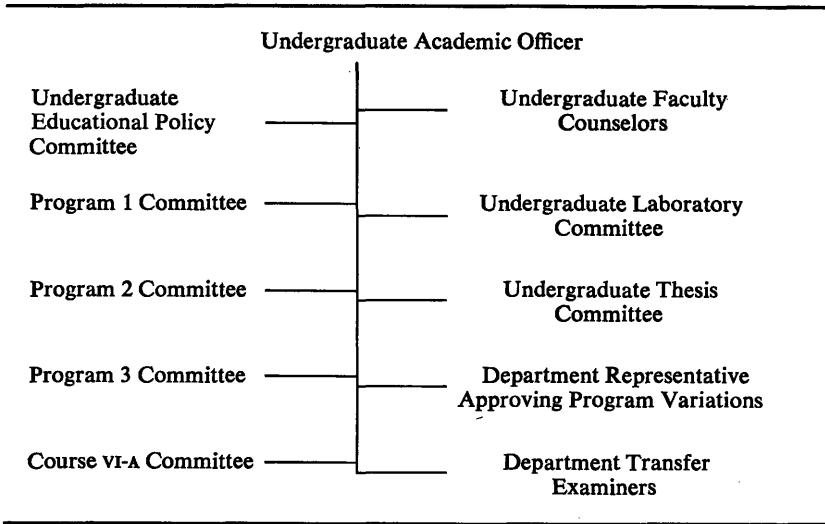 Undergraduate Academic Officer
Undergraduate
Educational Policy
Committee
Undergraduate Faculty
Counselors
Program 1 Committee
Undergraduate Laboratory
Committee
Program 2 Committee
Undergraduate Thesis
Committee
Program 3 Committee
Department Representative
Approving Program Variations
Course VI-A Committee
Department Transfer
Examiners